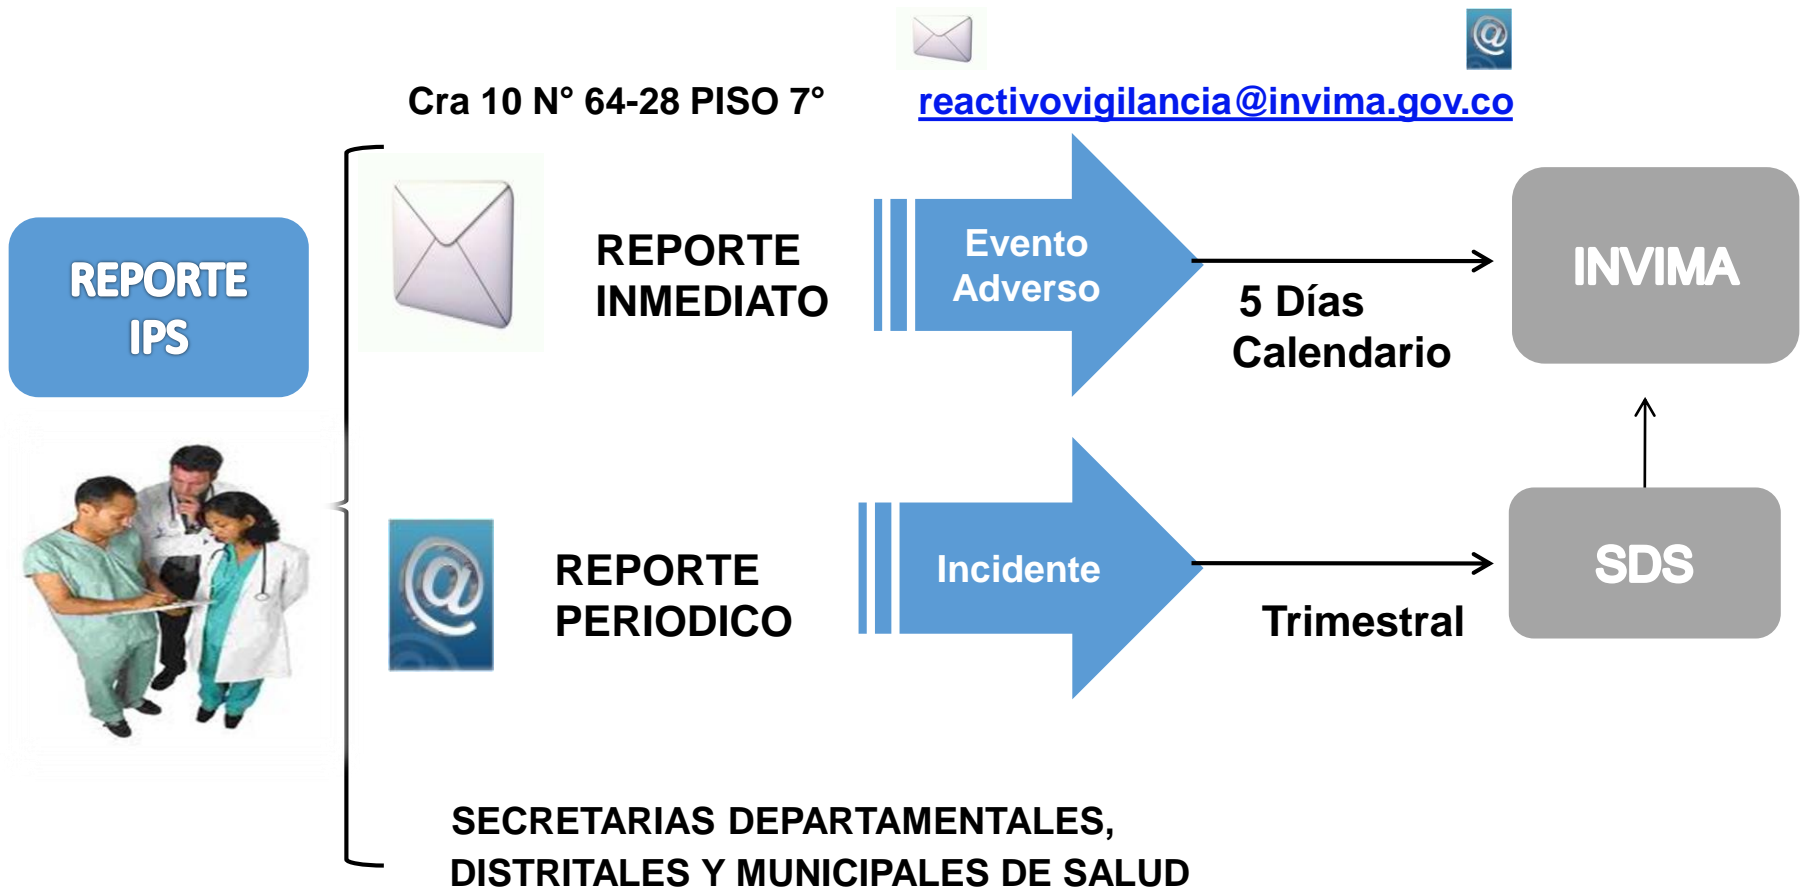 Cra 10 N° 64-28 PISO 7°
reactivovigilancia@invima.gov.co
REPORTE
IPS
REPORTE
INMEDIATO
Evento
Adverso
5 Días
Calendario
INVIMA
REPORTE
PERIODICO
Incidente
Trimestral
SDS
SECRETARIAS DEPARTAMENTALES,
DISTRITALES Y MUNICIPALES DE SALUD